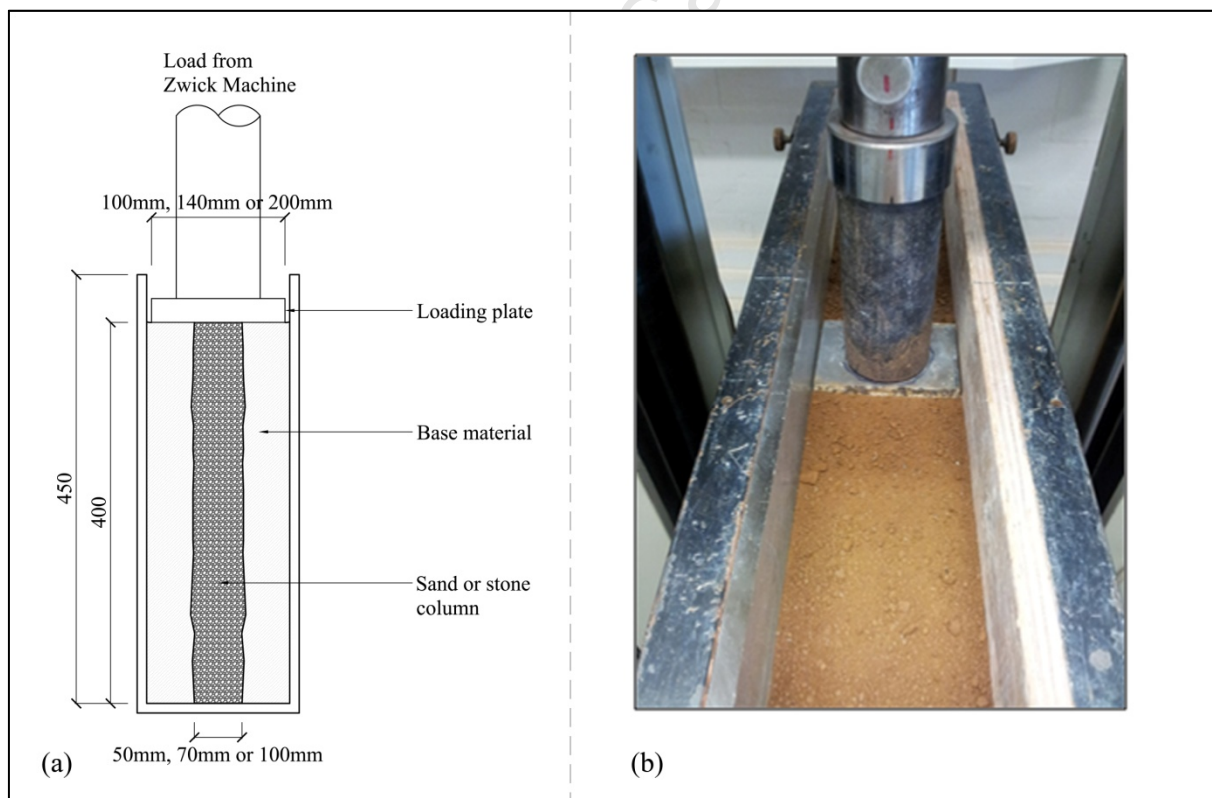 Load from
Zwick Machine
100mm, 140mm or 200mm
Loading plate
Base material
450
400
Sand or stone
column
50mm, 70mm or 100mm
(a)
(b)